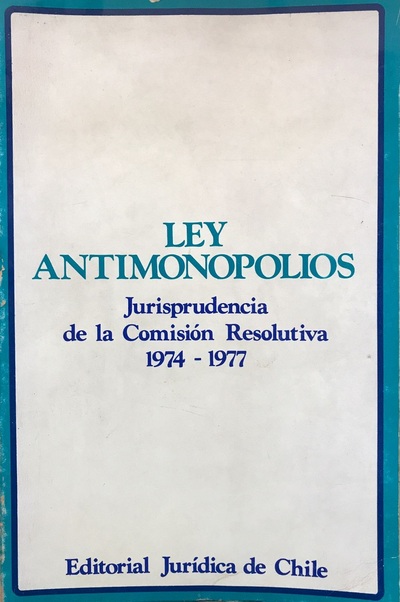 LEY
ANTIMONOPOLIOS
Jurisprudencia
de la Comisión Resolutiva
1974 - 1977
Editorial Jurídica de Chile